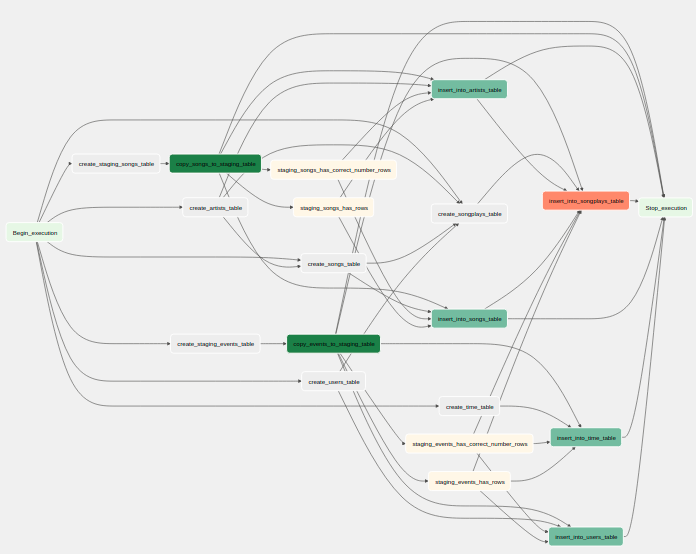 insert_into_artists_table
create_staging_songs_table
copy_songs_to_staging_table
staging_songs_has_correct_number_rows
insert_into_songplays_table
create_artists_table
staging_songs_has_rows
create_songplays_table
Stop_execution
Begin_execution
create_songs_table
insert_into_songs_table
create_staging_events_table
copy_events_to_staging_table
create_users_table
create_time_table
insert_into_time_table
staging_events_has_correct_number_rows
staging_events_has_rows
insert_into_users_table